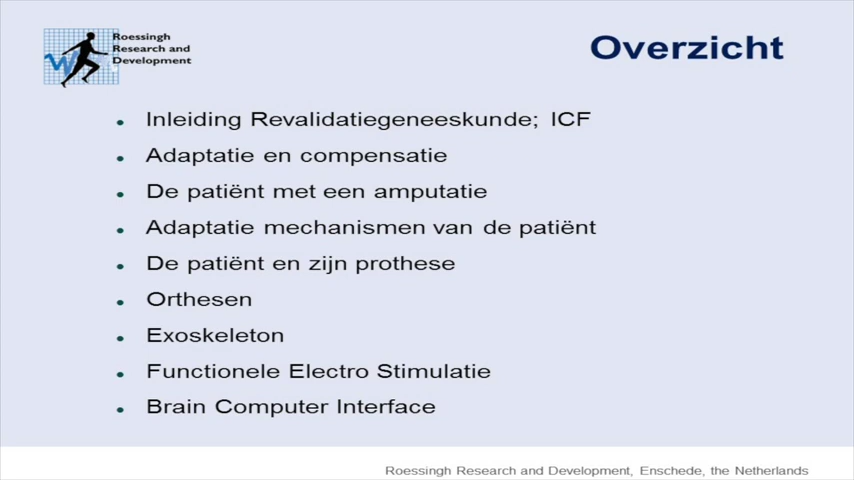 Roessingh
Research and
Development
Overzicht
Inleiding Revalidatiegeneeskunde; ICF
Adaptatie en compensatie
De patiënt met een amputatie
Adaptatie mechanismen van de patiënt
De patiënt en zijn prothese
Orthesen
Exoskeleton
Functionele Electro Stimulatie
Brain Computer Interface
Roessingh Research and Development, Enschede, the Netherlands